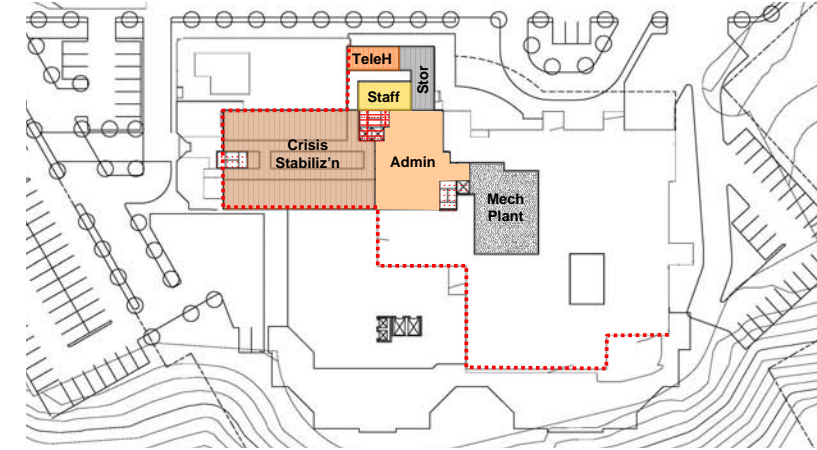 TeleH
Stor
Staff
Crisis
Stabiliz'n
Admin
Mech
Plant